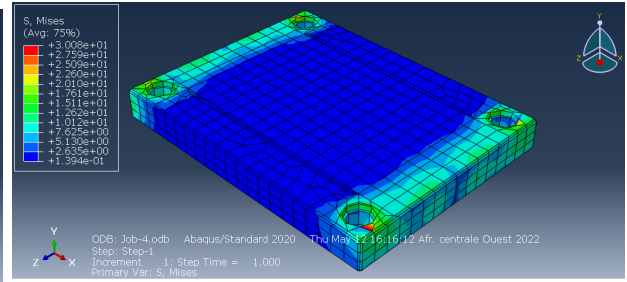 S, Mises
(Avg: 75%)
+3.008e+01
+2.759e+01
+2.509e+01
+2.260e+01
+2.010e+01
+1.761e+01
+1.511e+01
+1.262e+01
+1.012e+01
+7.625e+00
+5.130e+00
+2.635e+00
+1.394e-01
Y
Z
X
Y
Z
X
ODB: Job-4.odb Abaqus/Standard 2020 Thu May 12 16:16:12 Afr. centrale Ouest 2022
Step: Step-1
Increment 1: Step Time = 1.000
Primary Var: S, Mises